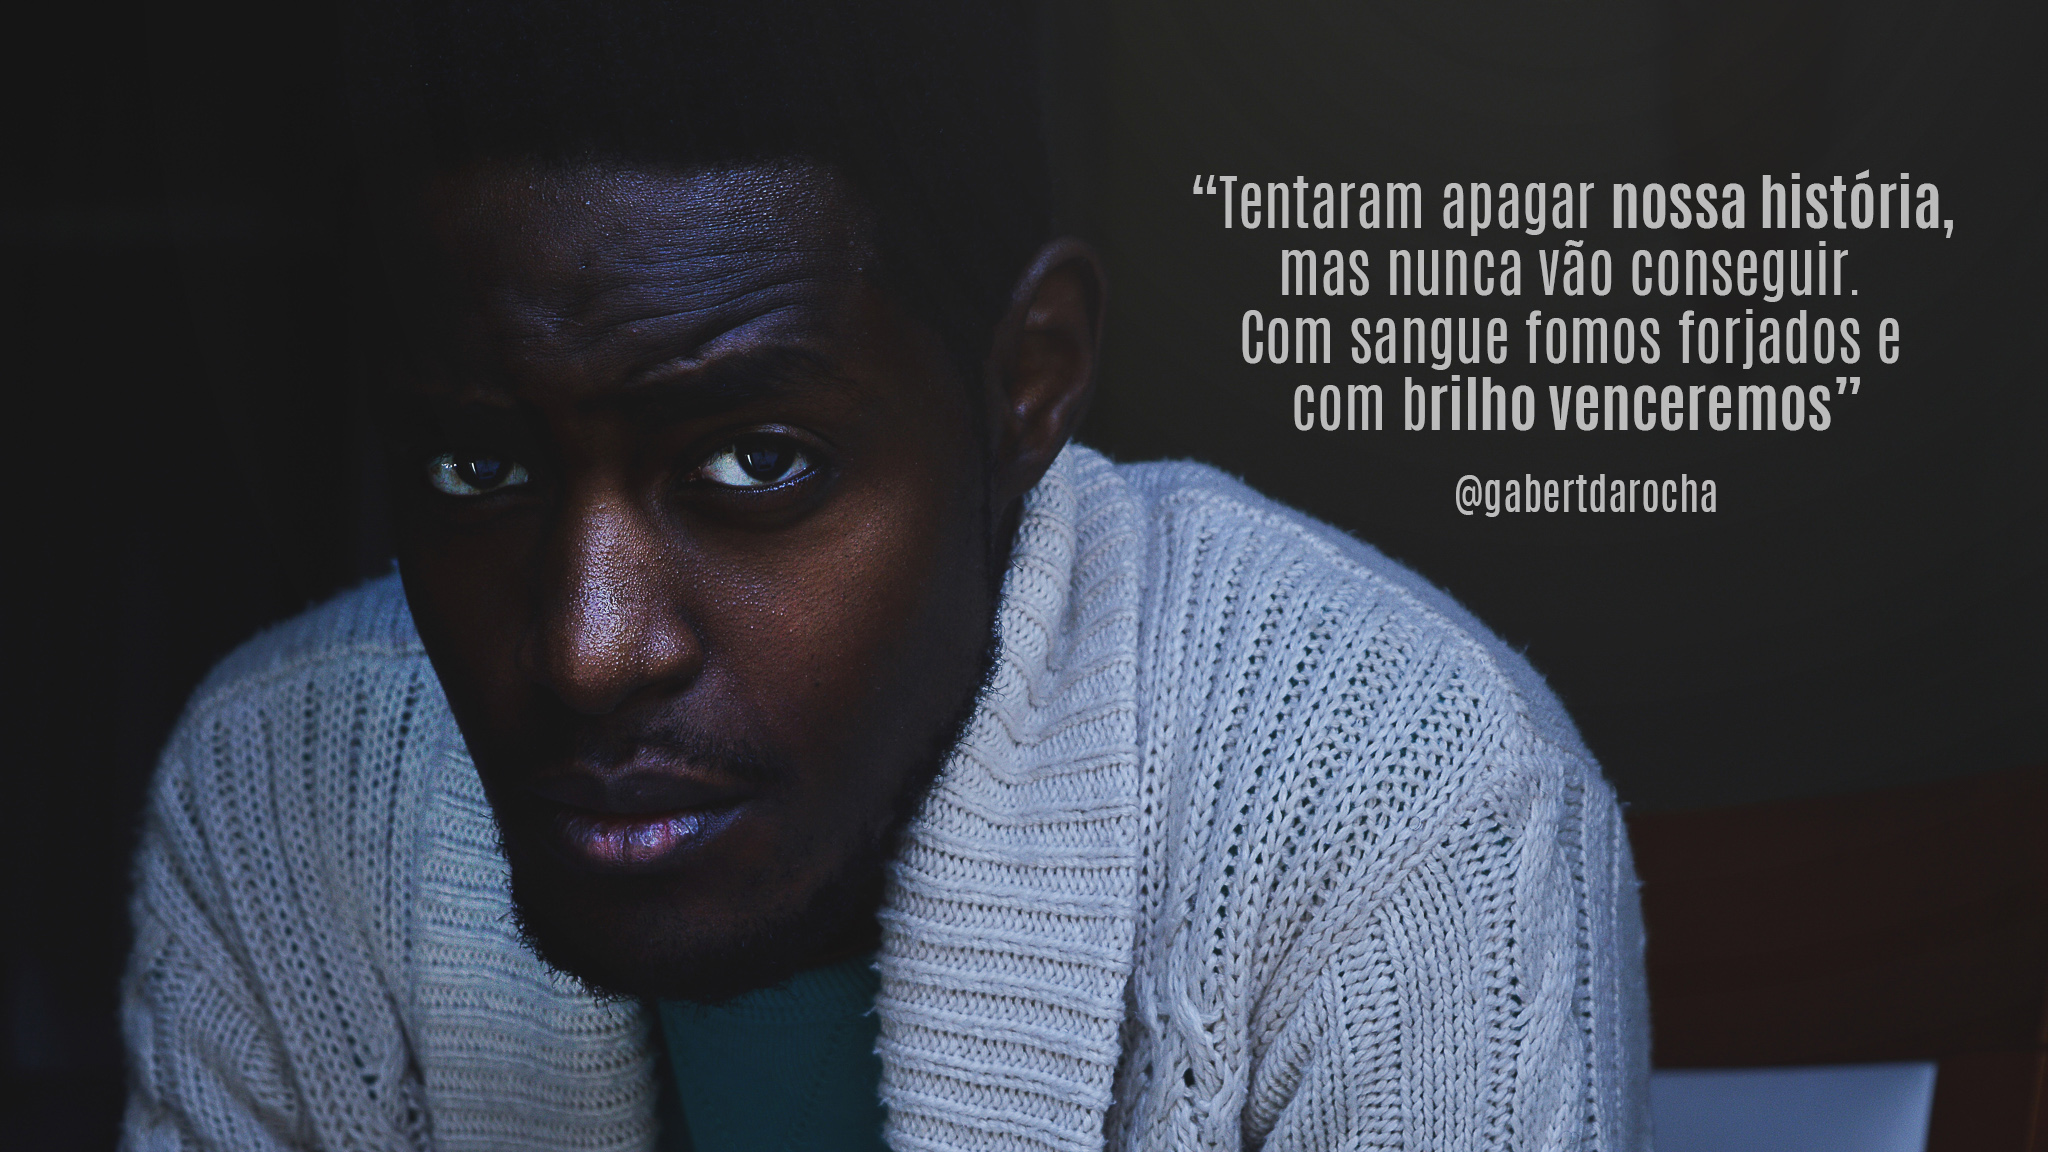 “Tentaram apagar nossa história,
mas nunca vão conseguir.
Com sangue fomos forjados e
com brilho venceremos”
@gabertdarocha